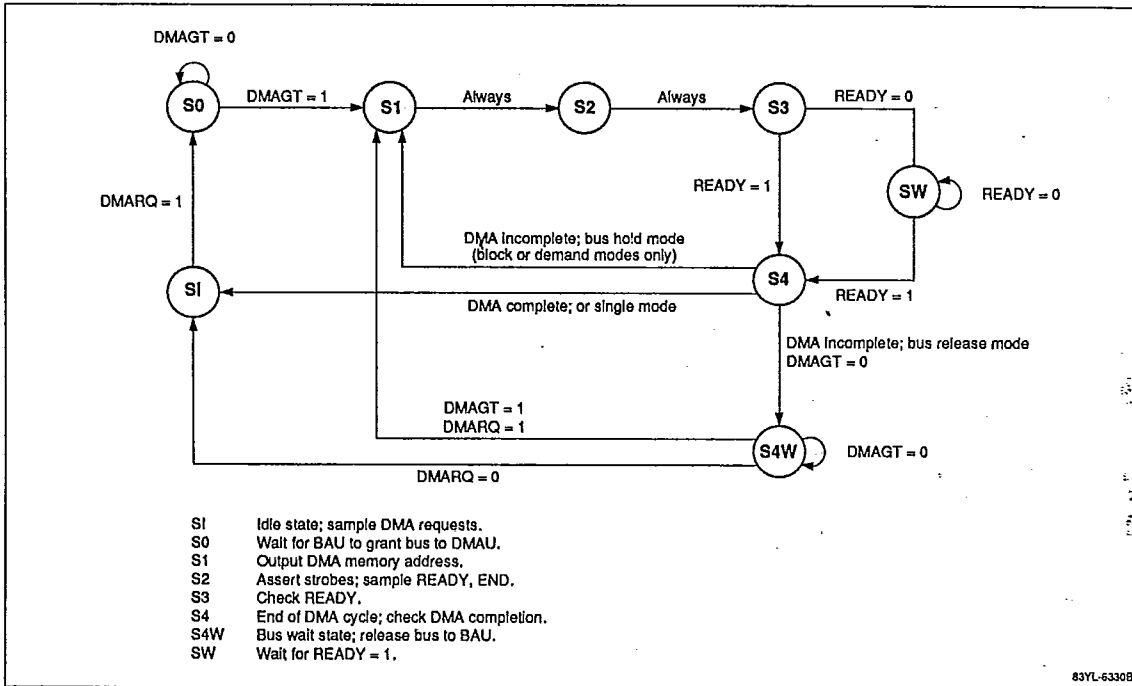 DMAGT = 0
S0
DMAGT = 1
S1
Always
S2
Always
S3
READY = 0
DMARQ = 1
READY = 1
SW
READY = 0
DMA Incomplete; bus hold mode
(block or demand modes only)
SI
S4
READY = 1
DMA complete; or single mode
DMA Incomplete; bus release mode
DMAGT = 0
DMAGT = 1
DMARQ = 1
S4W
DMAGT = 0
DMARQ = 0
SI Idle state; sample DMA requests.
S0 Wait for BAU to grant bus to DMAU.
S1 Output DMA memory address.
S2 Assert strobes; sample READY, END.
S3 Check READY.
S4 End of DMA cycle; check DMA completion.
S4W Bus wait state; release bus to BAU.
SW Wait for READY = 1.
83YL-6330B